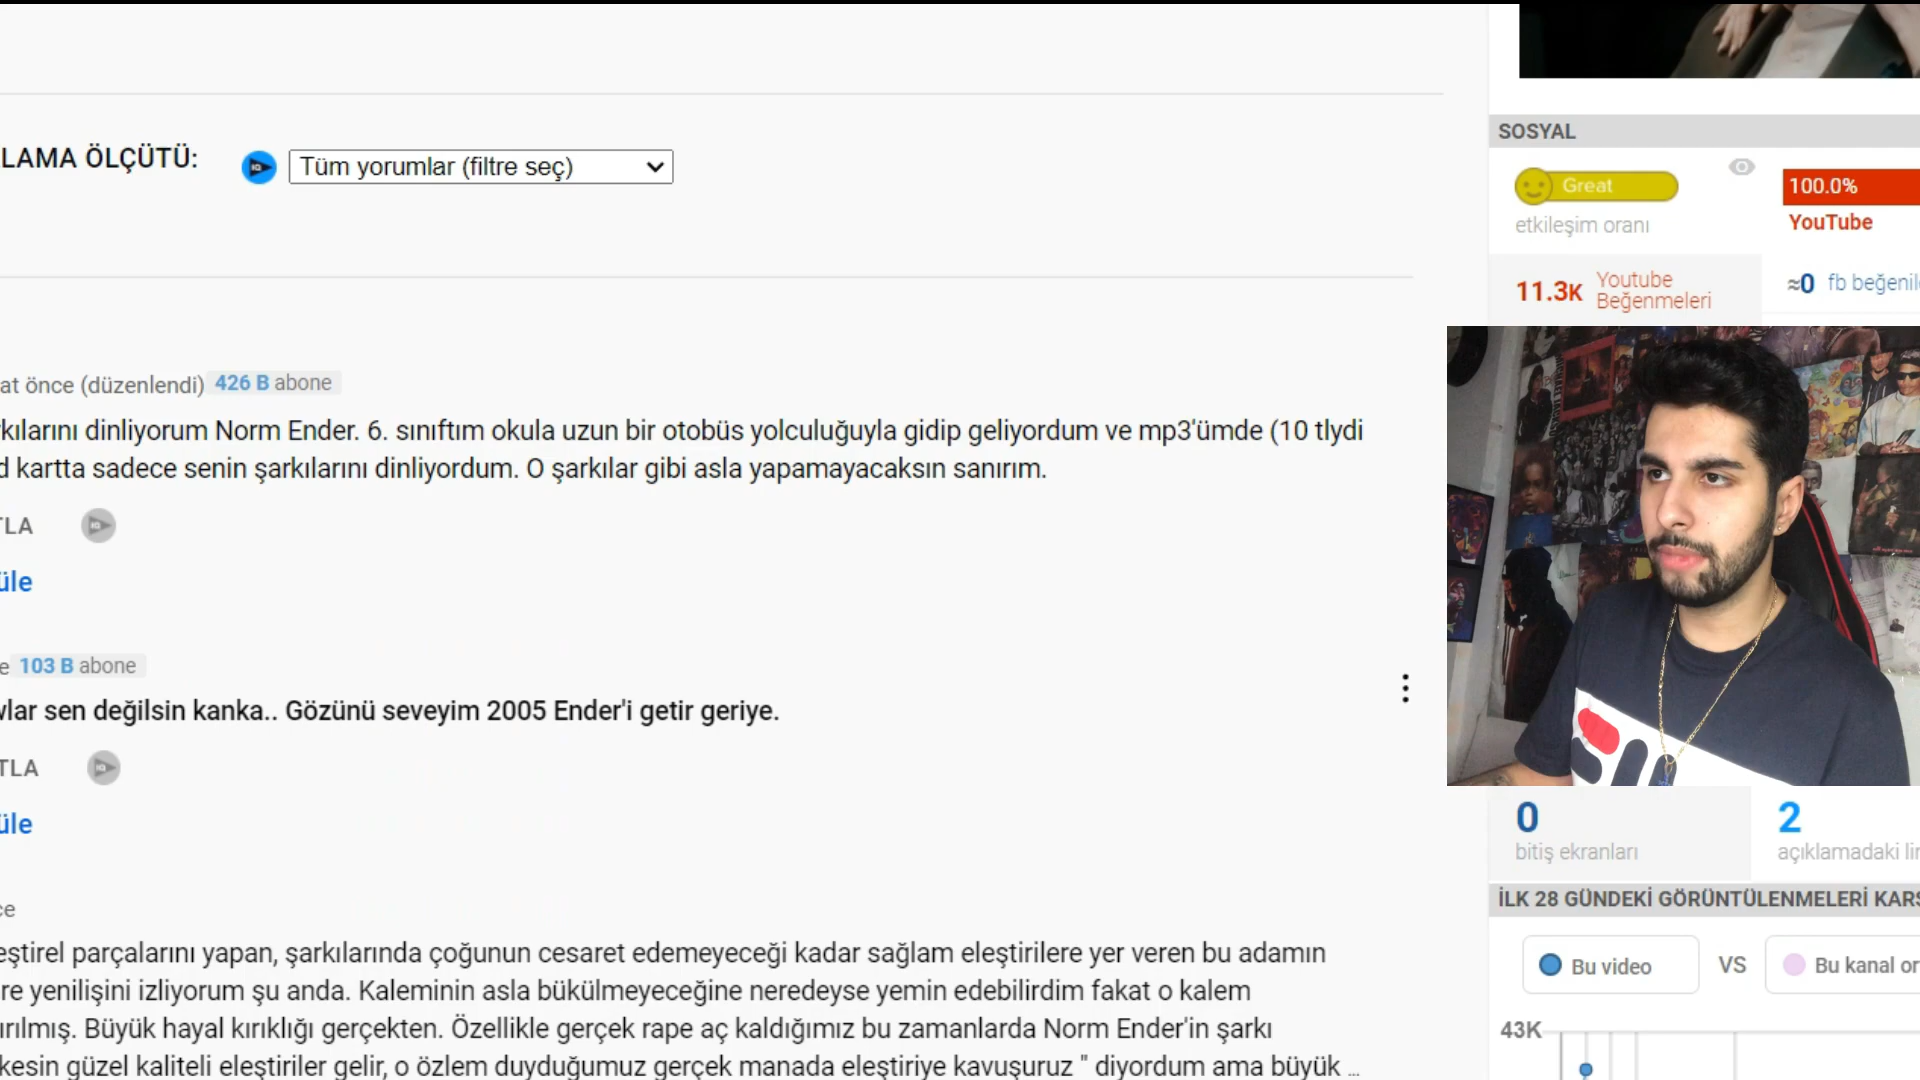 LAMA ÖLÇÜTÜ:
Tüm yorumlar (filtre seç)
at önce (düzenlendi) 426 B abone
kılarını dinliyorum Norm Ender. 6. sınıftım okula uzun bir otobüs yolculuğuyla gidip geliyordum ve mp3'ümde (10 tlydi
d kartta sadece senin şarkılarını dinliyordum. O şarkılar gibi asla yapamayacaksın sanırım.
TLA
üle
e 103 B abone
lar sen değilsin kanka.. Gözünü seveyim 2005 Ender'i getir geriye.
TLA
üle
ce
eştirel parçalarını yapan, şarkılarında çoğunun cesaret edemeyeceği kadar sağlam eleştirilere yer veren bu adamın
re yenilişini izliyorum şu anda. Kaleminin asla bükülmeyeceğine neredeyse yemin edebilirdim fakat o kalem
ırılmış. Büyük hayal kırıklığı gerçekten. Özellikle gerçek rape aç kaldığımız bu zamanlarda Norm Ender'in şarkı
kesin güzel kaliteli eleştiriler gelir, o özlem duyduğumuz gerçek manada eleştiriye kavuşuruz " diyordum ama büyük ...
SOSYAL
Great
etkileşim oranı
100.0%
YouTube
11.3K Youtube
Beğenmeleri
≈0 fb beğenil
0
bitiş ekranları
2
açıklamadaki lin
İLK 28 GÜNDEKİ GÖRÜNTÜLENMELERİ KARŞ
Bu video VS Bu kanal or
43K